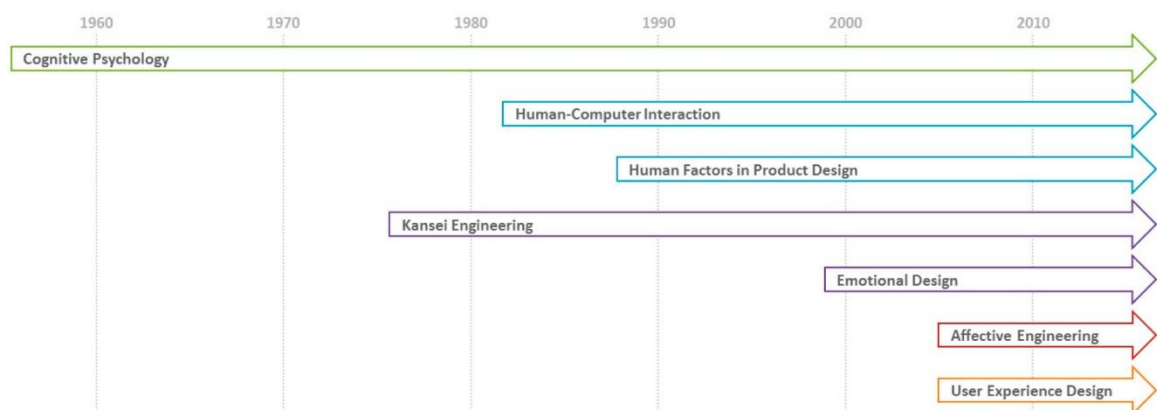 1960 1970 1980 1990 2000 2010
Cognitive Psychology
Human-Computer Interaction
Human Factors in Product Design
Kansei Engineering
Emotional Design
Affective Engineering
User Experience Design